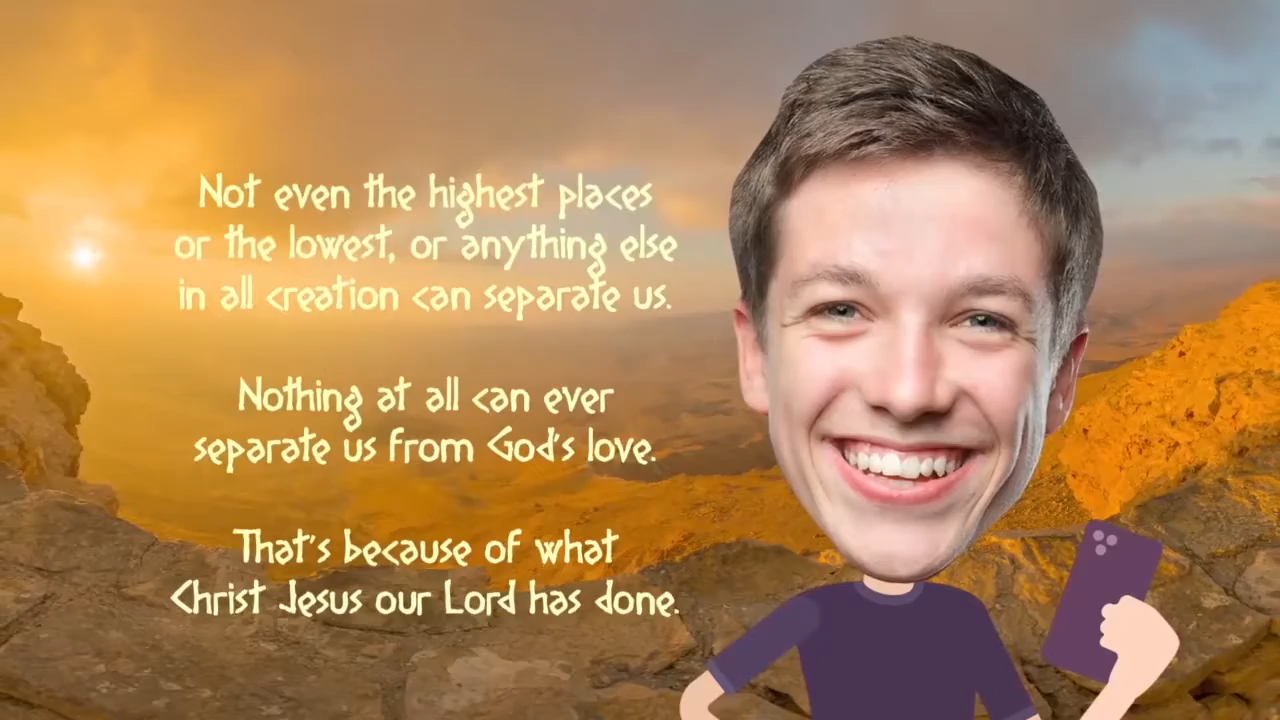 Not even the highest places
or the lowest, or anything else
in all creation can separate us.
Nothing at all can ever
separate us from God's love.
That's because of what
Christ Jesus our Lord has done.